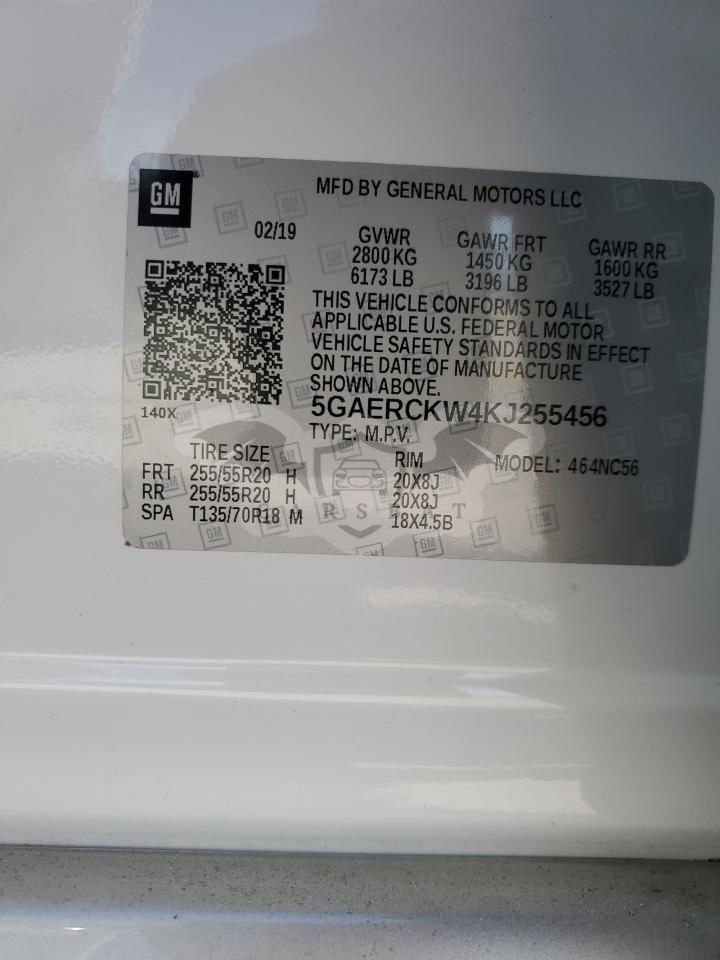 GM
MFD BY GENERAL MOTORS LLC
02/19
GVWR GAWR FRT GAWR RR
2800 KG 1450 KG 1600 KG
6173 LB 3196 LB 3527 LB
THIS VEHICLE CONFORMS TO ALL
APPLICABLE U.S. FEDERAL MOTOR
VEHICLE SAFETY STANDARDS IN EFFECT
ON THE DATE OF MANUFACTURE
SHOWN ABOVE.
140X
5GAERCKW4KJ255456
TYPE: M.P.V.
TIRE SIZE RIM MODEL: 464NC56
FRT 255/55R20 H 20X8J
RR 255/55R20 H 20X8J
SPA T135/70R18 M 18X4.5B